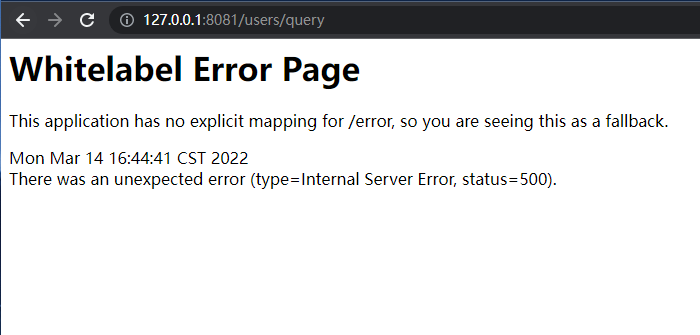 127.0.0.1:8081/users/query
Whitelabel Error Page
This application has no explicit mapping for /error, so you are seeing this as a fallback.
Mon Mar 14 16:44:41 CST 2022
There was an unexpected error (type=Internal Server Error, status=500).